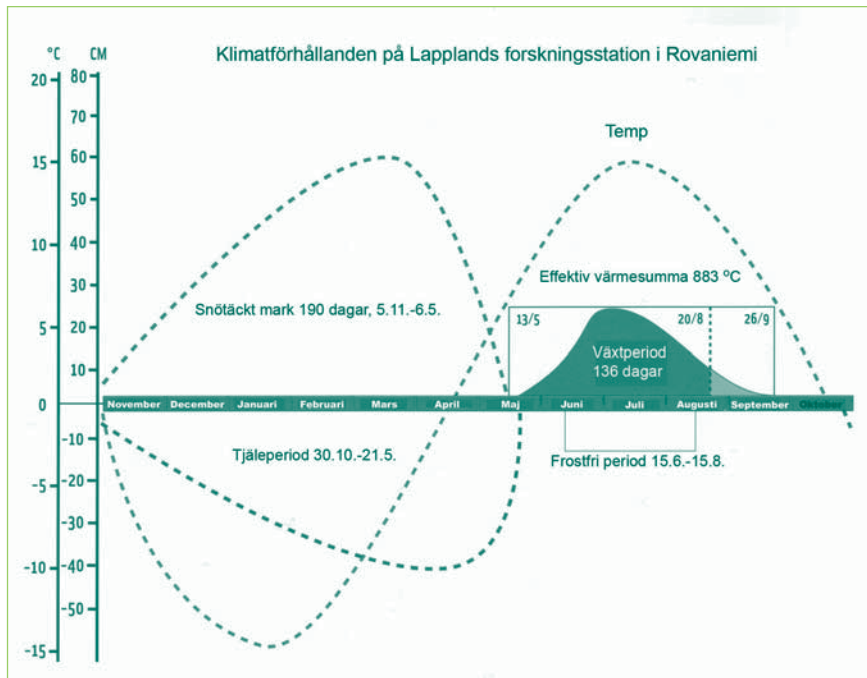 °C CM
Klimatförhållanden på Lapplands forskningsstation i Rovaniemi
20
15
10
5
0
-5
-10
-15
80
70
60
50
40
30
20
10
-10
-20
-30
-40
-50
Temp
Effektiv värmesumma 883 °C
Snötäckt mark 190 dagar, 5.11.-6.5.
13/5 20/8 26/9
Växtperiod
136 dagar
November December Januari Februari Mars April Maj Juni Juli Augusti September Oktober
Tjäleperiod 30.10.-21.5.
Frostfri period 15.6.-15.8.